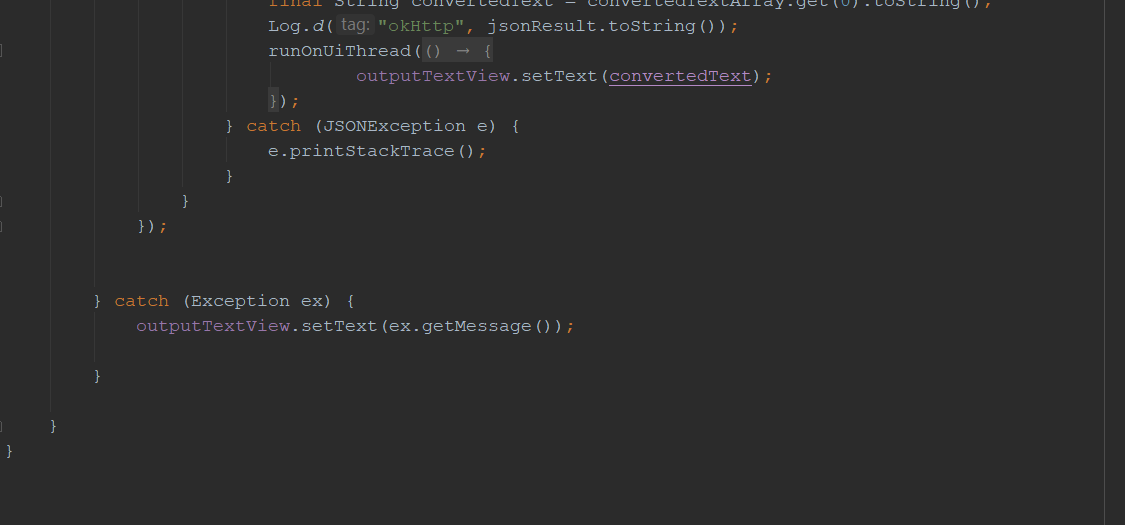 final String convertedText = convertedTextArray.get(0).toString();
Log.d( tag: "okHttp", jsonResult.toString());
runOnUiThread(() → {
outputTextView.setText(convertedText);
});
} catch (JSONException e) {
e.printStackTrace();
}
}
});
} catch (Exception ex) {
outputTextView.setText(ex.getMessage());
}
}
}